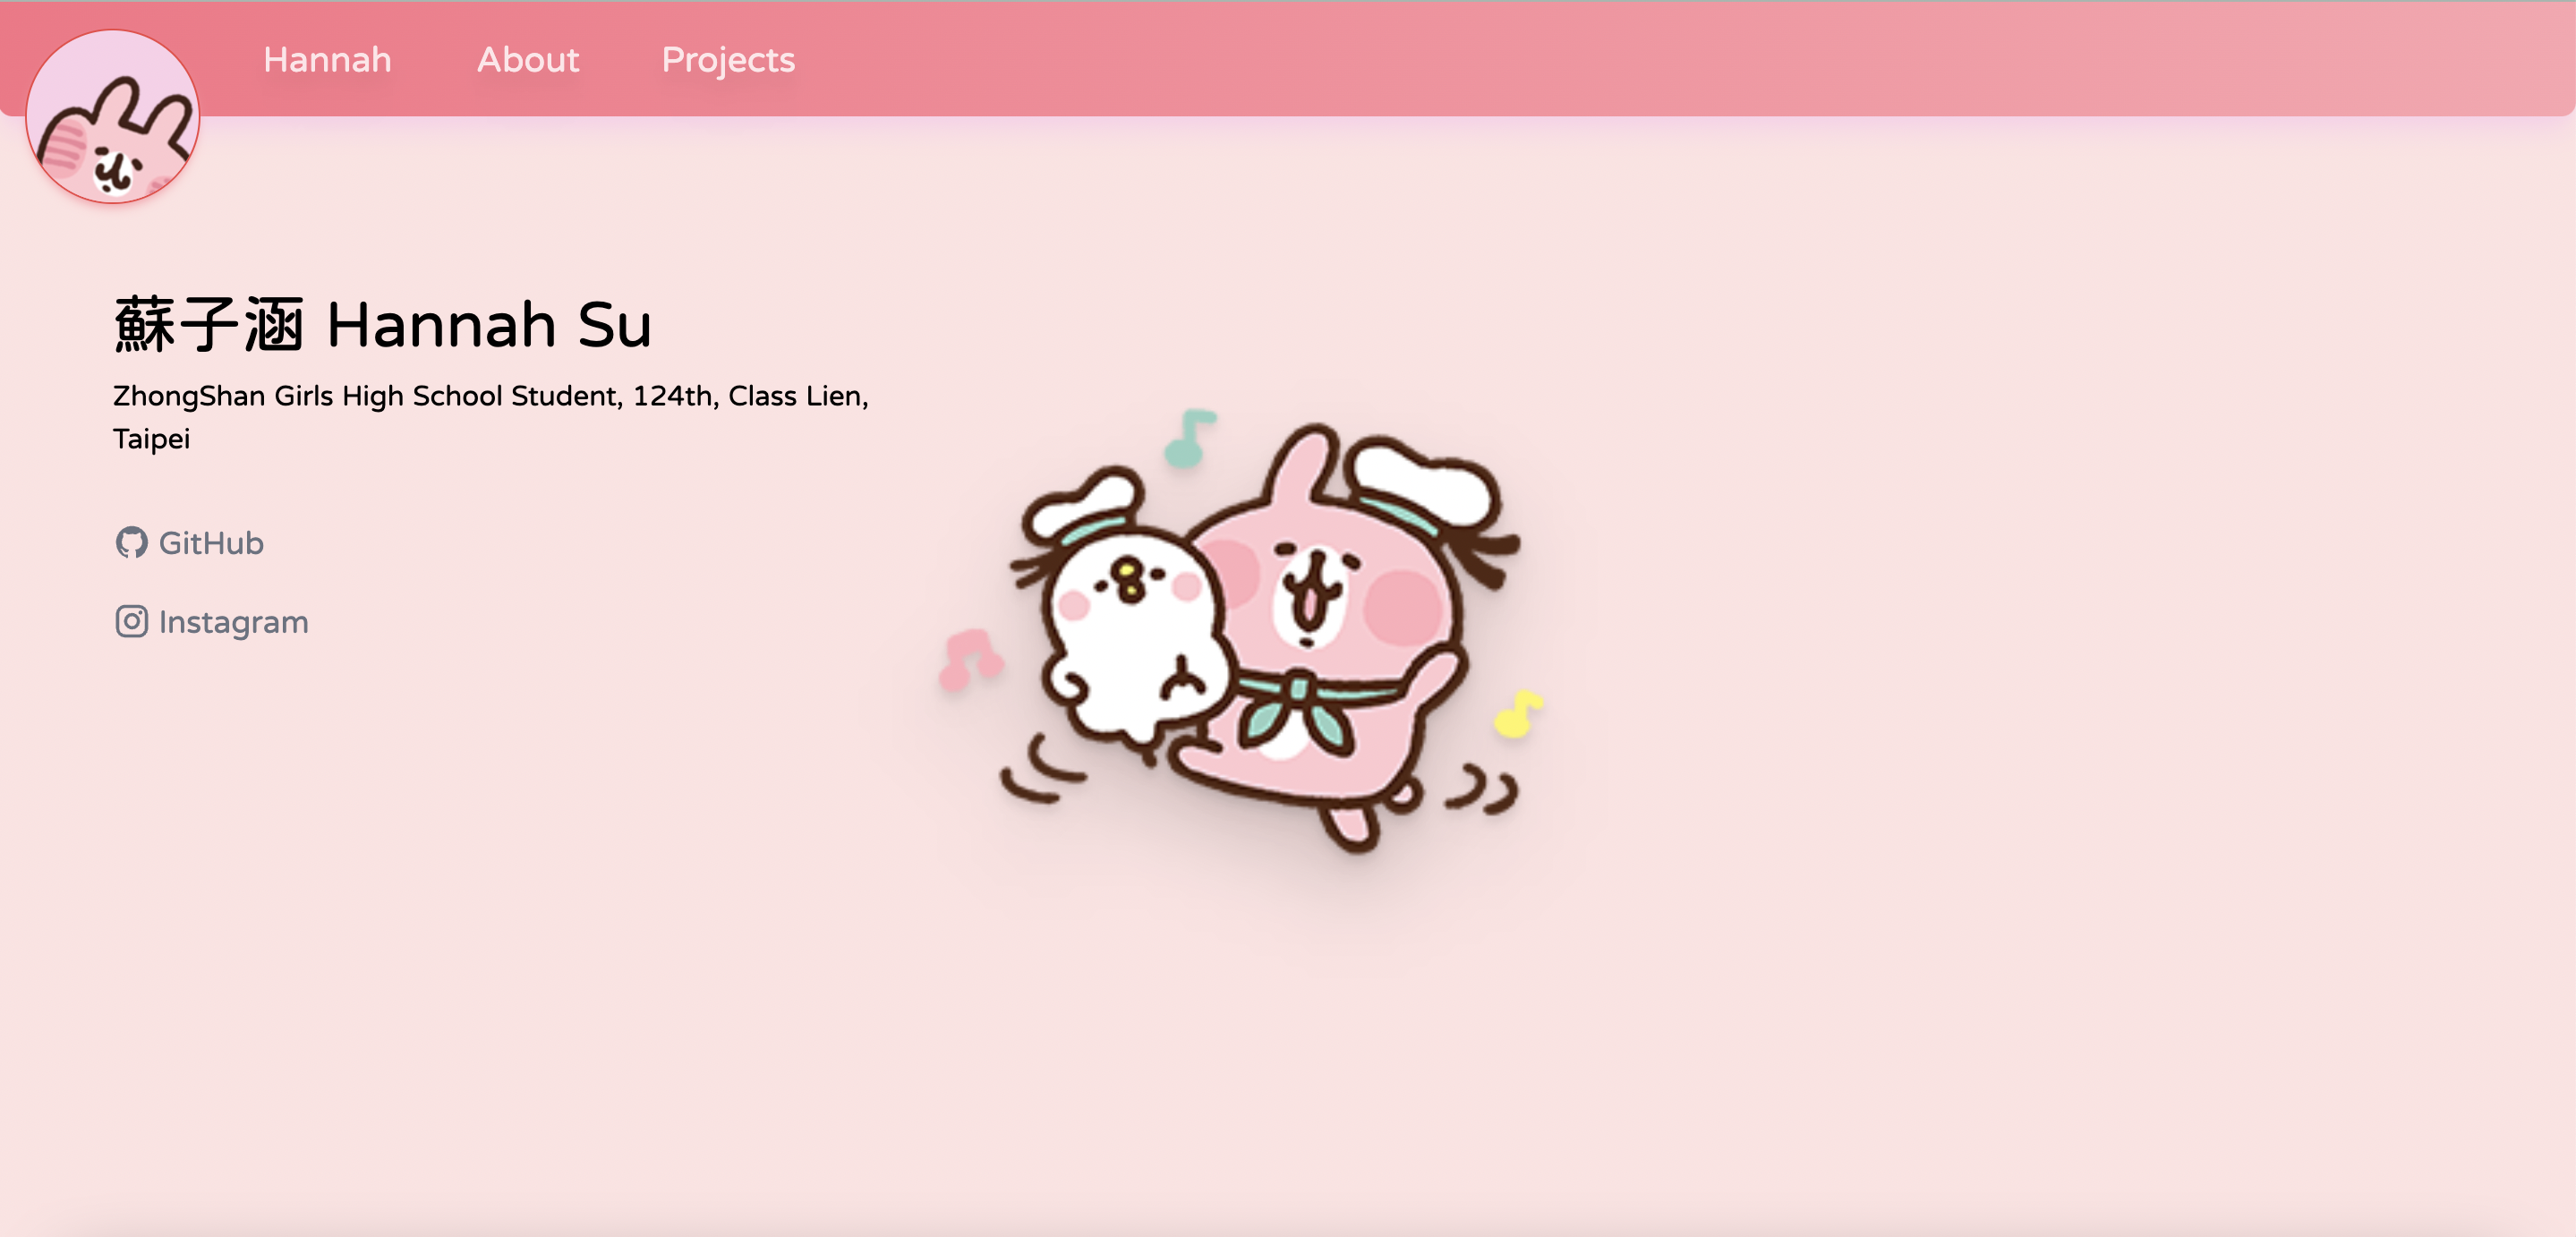 Hannah About Projects
蘇子涵 Hannah Su
ZhongShan Girls High School Student, 124th, Class Lien,
Taipei
GitHub
Instagram